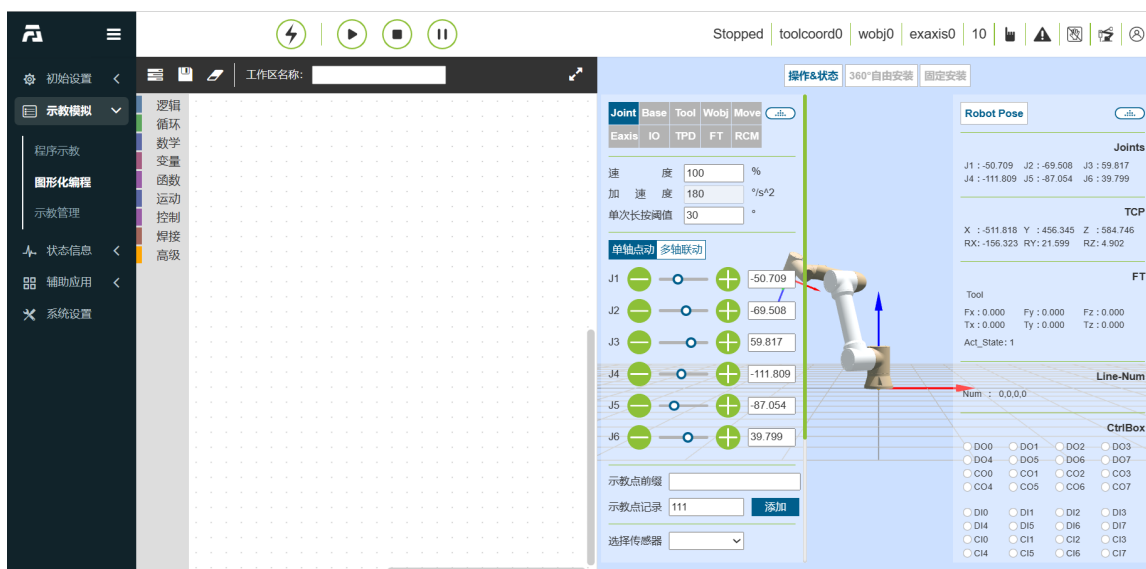 Stopped toolcoord0 wobj0 exaxis0 10
初始设置
示教模拟
程序示教
图形化编程
示教管理
状态信息
辅助应用
系统设置
工作区名称:
逻辑
循环
数学
变量
函数
运动
控制
焊接
高级
操作&状态 360°自由安装 固定安装
Joint Base Tool Wobj Move
Eaxis IO TPD FT RCM
速度 100 %
加速度 180 °/s^2
单次长按阈值 30 °
单轴点动 多轴联动
J1 -50.709
J2 -69.508
J3 59.817
J4 -111.809
J5 -87.054
J6 39.799
示教点前缀
示教点记录 111 添加
选择传感器
Robot Pose
Joints
J1 : -50.709 J2 : -69.508 J3 : 59.817
J4 : -111.809 J5 : -87.054 J6 : 39.799
TCP
X : -511.818 Y : 456.345 Z : 584.746
RX: -156.323 RY: 21.599 RZ: 4.902
FT
Tool
Fx : 0.000 Fy : 0.000 Fz : 0.000
Tx : 0.000 Ty : 0.000 Tz : 0.000
Act_State: 1
Line-Num
Num : 0,0,0,0
CtrlBox
DO0 DO1 DO2 DO3
DO4 DO5 DO6 DO7
CO0 CO1 CO2 CO3
CO4 CO5 CO6 CO7
DI0 DI1 DI2 DI3
DI4 DI5 DI6 DI7
CI0 CI1 CI2 CI3
CI4 CI5 CI6 CI7